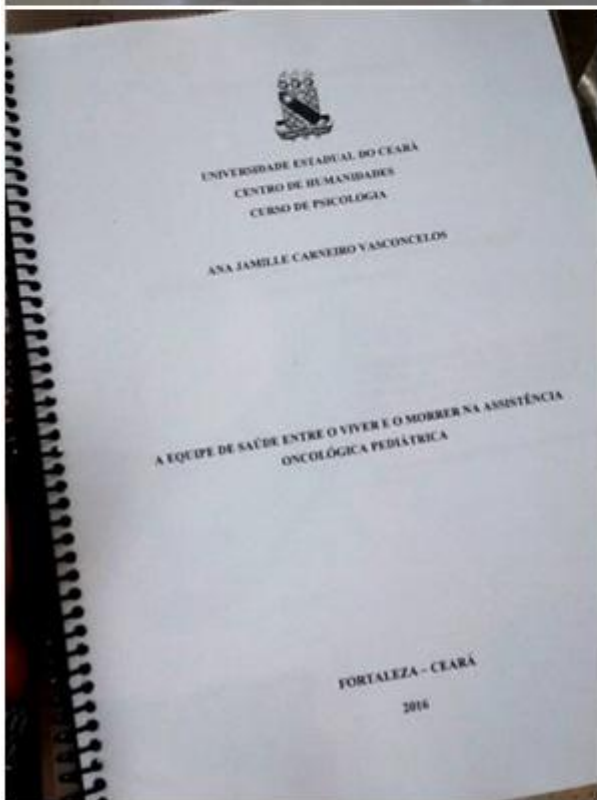 UNIVERSIDADE ESTADUAL DO CEARÁ
CENTRO DE HUMANIDADES
CURSO DE PSICOLOGIA
ANA JAMILLE CARNEIRO VASCONCELOS
A EQUIPE DE SAÚDE ENTRE O VIVER E O MORRER NA ASSISTÊNCIA
ONCOLÓGICA PEDIÁTRICA
FORTALEZA – CEARÁ
2016